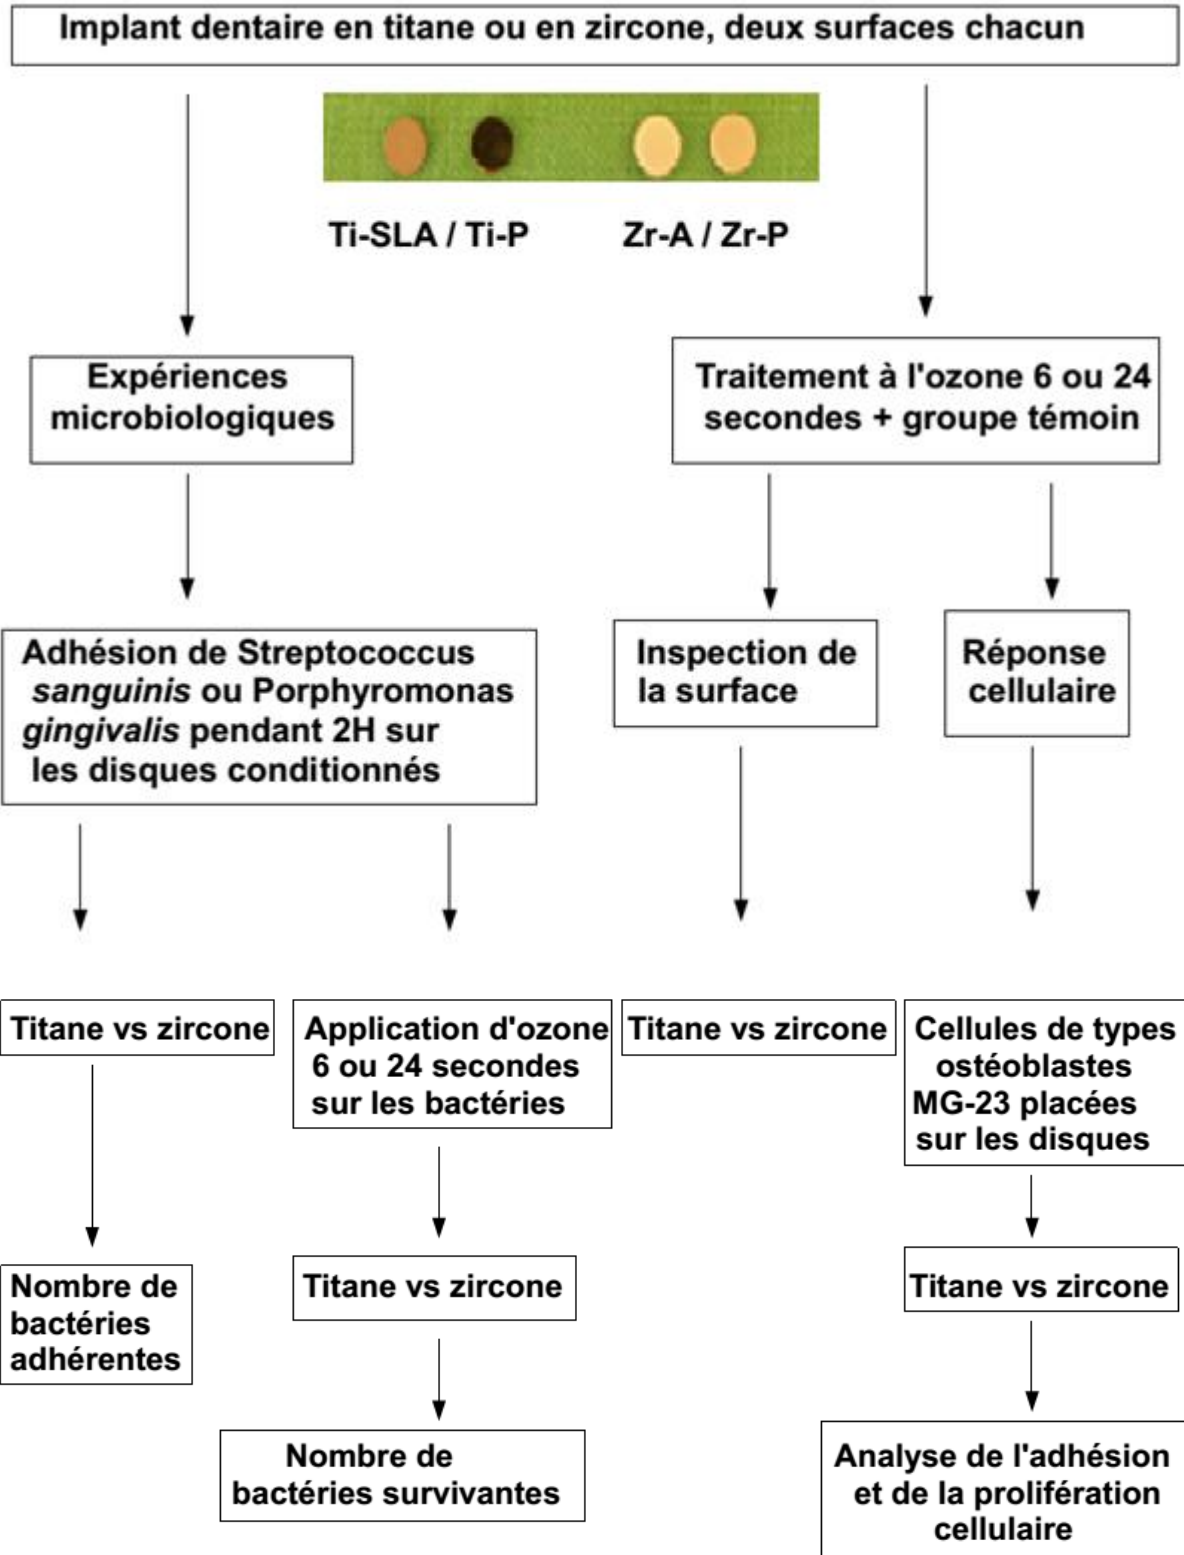 Implant dentaire en titane ou en zircone, deux surfaces chacun
Ti-SLA / Ti-P
Zr-A / Zr-P
Expériences
microbiologiques
Traitement à l'ozone 6 ou 24
secondes + groupe témoin
Adhésion de Streptococcus
sanguinis ou Porphyromonas
gingivalis pendant 2H sur
les disques conditionnés
Inspection de
la surface
Réponse
cellulaire
Titane vs zircone
Application d'ozone
6 ou 24 secondes
sur les bactéries
Titane vs zircone
Cellules de types
ostéoblastes
MG-23 placées
sur les disques
Nombre de
bactéries
adhérentes
Titane vs zircone
Titane vs zircone
Nombre de
bactéries survivantes
Analyse de l'adhésion
et de la prolifération
cellulaire